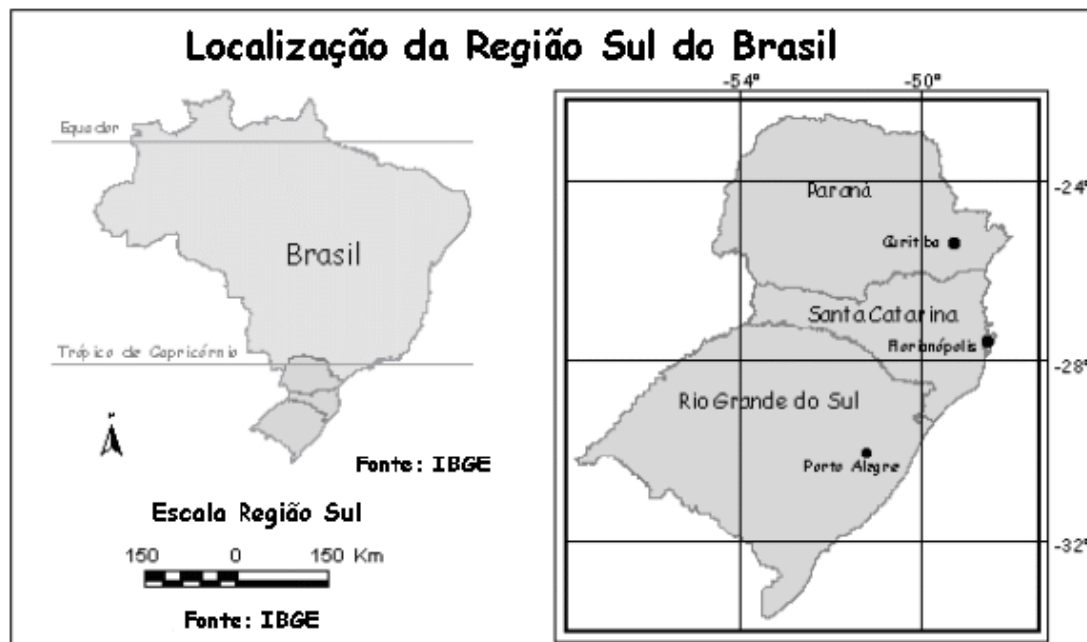 Localização da Região Sul do Brasil
Equador
Brasil
Trópico de Capricórnio
Fonte: IBGE
Escala Região Sul
150 0 150 Km
Fonte: IBGE
-54° -50°
Paraná
-24°
Curitiba
Santa Catarina
Florianópolis
-28°
Rio Grande do Sul
Porto Alegre
-32°